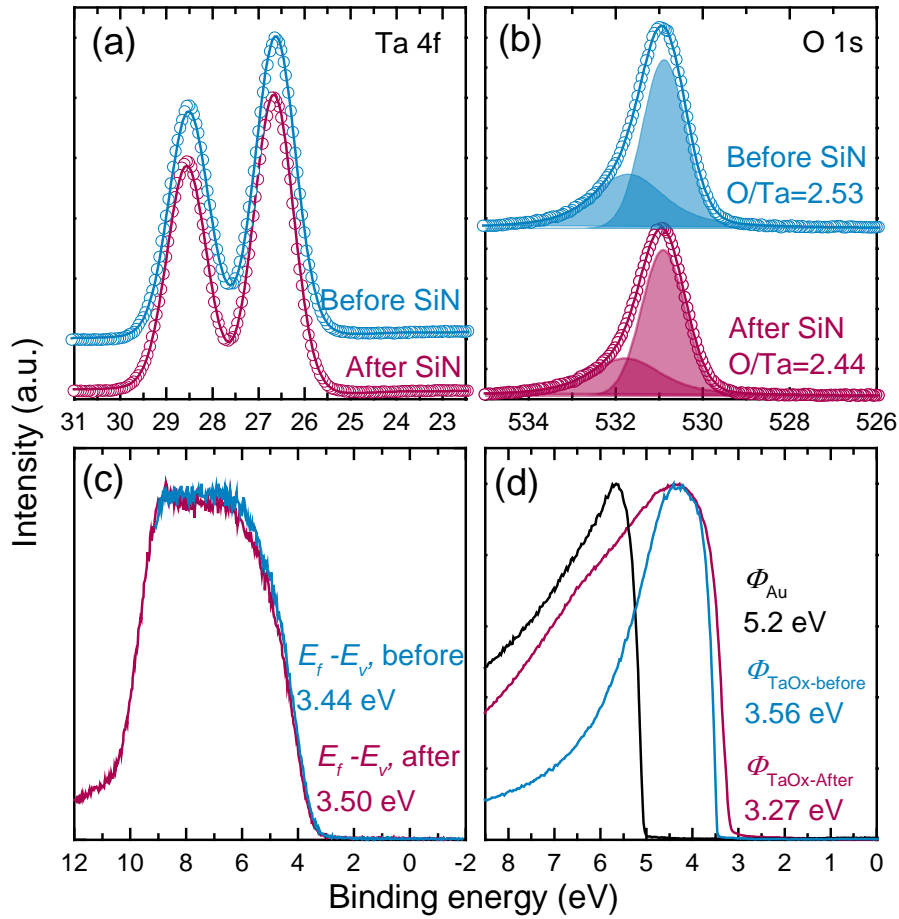 (a)
Ta 4f
Before SiN
After SiN
31 30 29 28 27 26 25 24 23
(b)
O 1s
Before SiN
O/Ta=2.53
After SiN
O/Ta=2.44
534 532 530 528 526
Intensity (a.u.)
(c)
E_f -E_v, before
3.44 eV
E_f -E_v, after
3.50 eV
12 10 8 6 4 2 0 -2
(d)
Φ_Au
5.2 eV
Φ_TaOx-before
3.56 eV
Φ_TaOx-After
3.27 eV
8 7 6 5 4 3 2 1 0
Binding energy (eV)